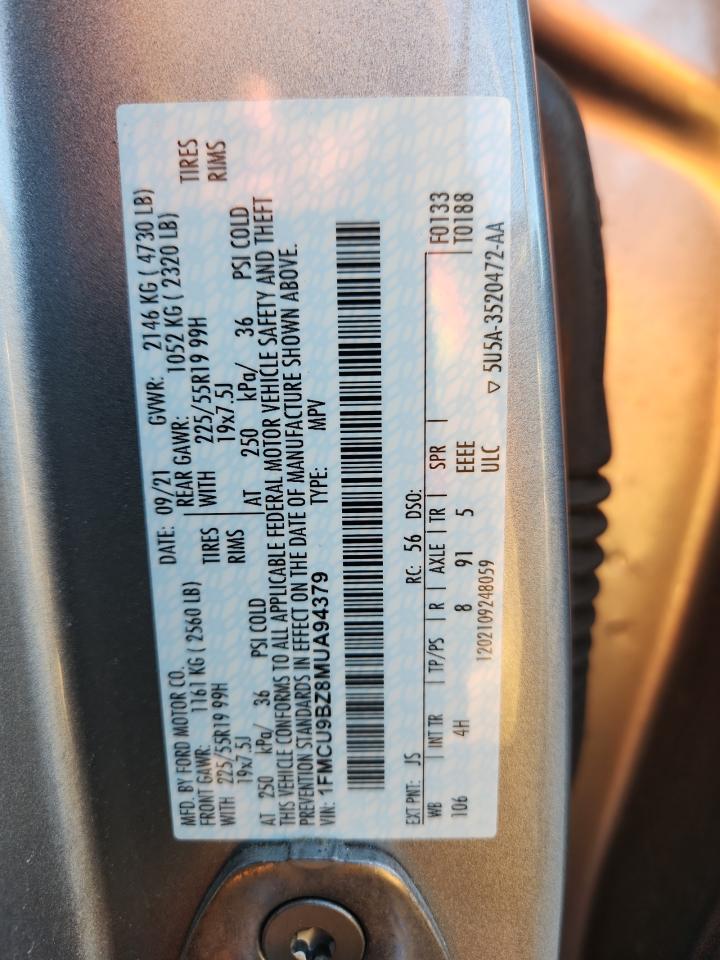 MFD. BY FORD MOTOR CO. DATE: 09/21 GVWR: 2146 KG ( 4730 LB)
FRONT GAWR: 1161 KG ( 2560 LB) REAR GAWR: 1052 KG ( 2320 LB)
WITH 225/55R19 99H TIRES WITH 225/55R19 99H TIRES
19x7.5J RIMS 19x7.5J RIMS
AT 250 kPa/ 36 PSI COLD AT 250 kPa/ 36 PSI COLD
THIS VEHICLE CONFORMS TO ALL APPLICABLE FEDERAL MOTOR VEHICLE SAFETY AND THEFT
PREVENTION STANDARDS IN EFFECT ON THE DATE OF MANUFACTURE SHOWN ABOVE.
VIN: 1FMCU9BZ8MUA94379 TYPE: MPV
EXT PNT: JS RC: 56 DSO: F0133
WB INT TR TP/PS R AXLE TR SPR T0188
106 4H 8 91 5 EEEE
1202109248059 ULC ▽ 5U5A-3520472-AA